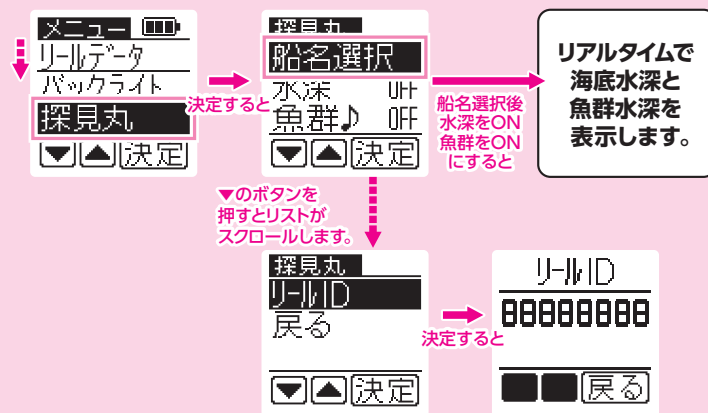 メニュー
リールデータ
バックライト
探見丸
▼▲決定
決定すると
探見丸
船名選択
水深 OFF
魚群♪ OFF
▼▲決定
船名選択後
水深をON
魚群をON
にすると
リアルタイムで
海底水深と
魚群水深を
表示します。
▼のボタンを
押すとリストが
スクロールします。
探見丸
リールID
戻る
▼▲決定
決定すると
リールID
88888888
戻る